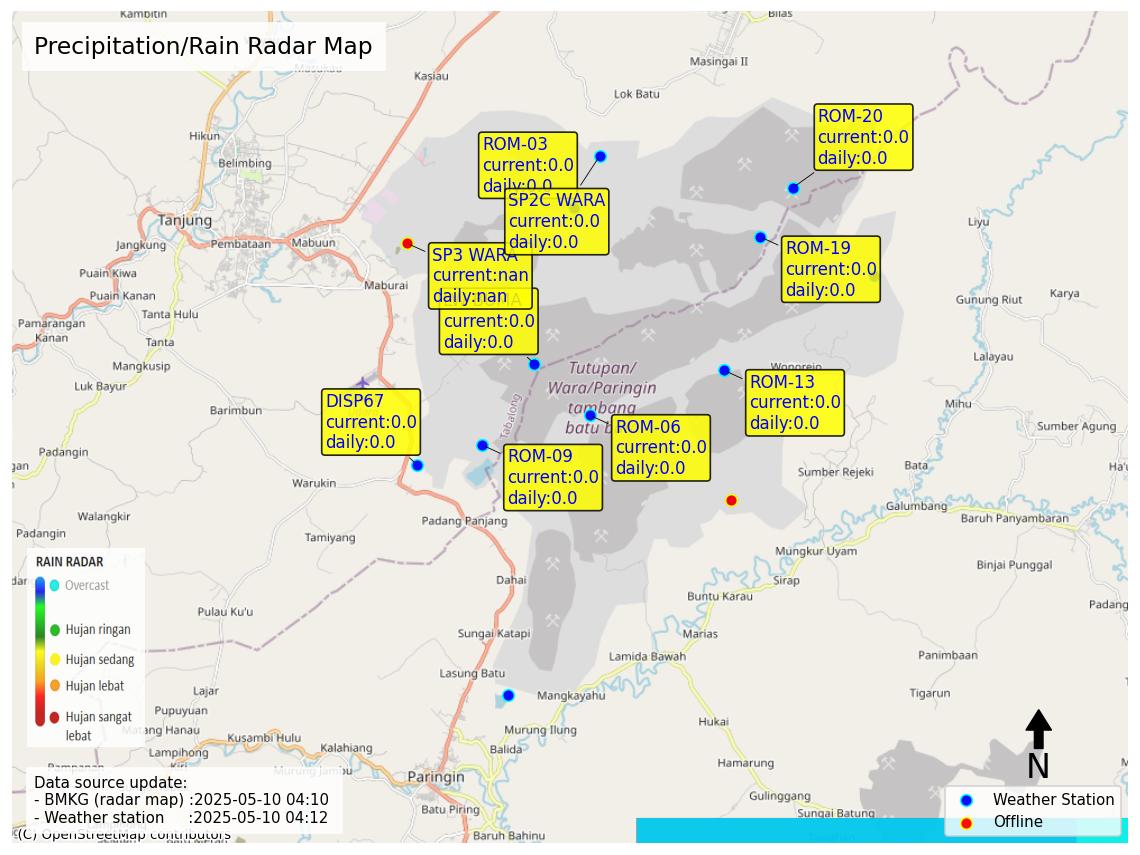 Precipitation/Rain Radar Map
Kambitin
Bilas
Masingai II
Kasiau
Lok Batu
Hikun
Belimbing
Tanjung
Jangkung
Pembataan
Mabuun
Puain Kiwa
Maburai
Puain Kanan
Tanta Hulu
Pamarangan
Kanan
Tanta
Mangkusip
Luk Bayur
Barimbun
Padangin
Warukin
Walangkir
Padangin
Tamiyang
Padang Panjang
Liyu
Gunung Riut
Karya
Lalayau
Mihu
Sumber Agung
Bata
Sumber Rejeki
Galumbang
Baruh Panyambaran
Wonorejo
Mungkur Uyam
Binjai Punggal
Sirap
Buntu Karau
Padang
Marias
Lamida Bawah
Panimbaan
Tigarun
Hukai
Hamarung
Gulinggang
Sungai Batung
Dahai
Sungai Katapi
Lasung Batu
Mangkayahu
Murung Ilung
Balida
Paringin
Batu Piring
Baruh Bahinu
Pulau Ku'u
Lajar
Pupuyuan
Matang Hanau
Lampihong
Kusambi Hulu
Kalahiang
Murung Jambu
Tabalong
Tutupan/
Wara/Paringin
tambang
batu b
ROM-03
current:0.0
daily:0.0
SP2C WARA
current:0.0
daily:0.0
ROM-20
current:0.0
daily:0.0
ROM-19
current:0.0
daily:0.0
SP3 WARA
current:nan
daily:nan
current:0.0
daily:0.0
ROM-13
current:0.0
daily:0.0
DISP67
current:0.0
daily:0.0
ROM-06
current:0.0
daily:0.0
ROM-09
current:0.0
daily:0.0
RAIN RADAR
Overcast
Hujan ringan
Hujan sedang
Hujan lebat
Hujan sangat
lebat
Data source update:
- BMKG (radar map) :2025-05-10 04:10
- Weather station :2025-05-10 04:12
(C) OpenStreetMap contributors
N
Weather Station
Offline